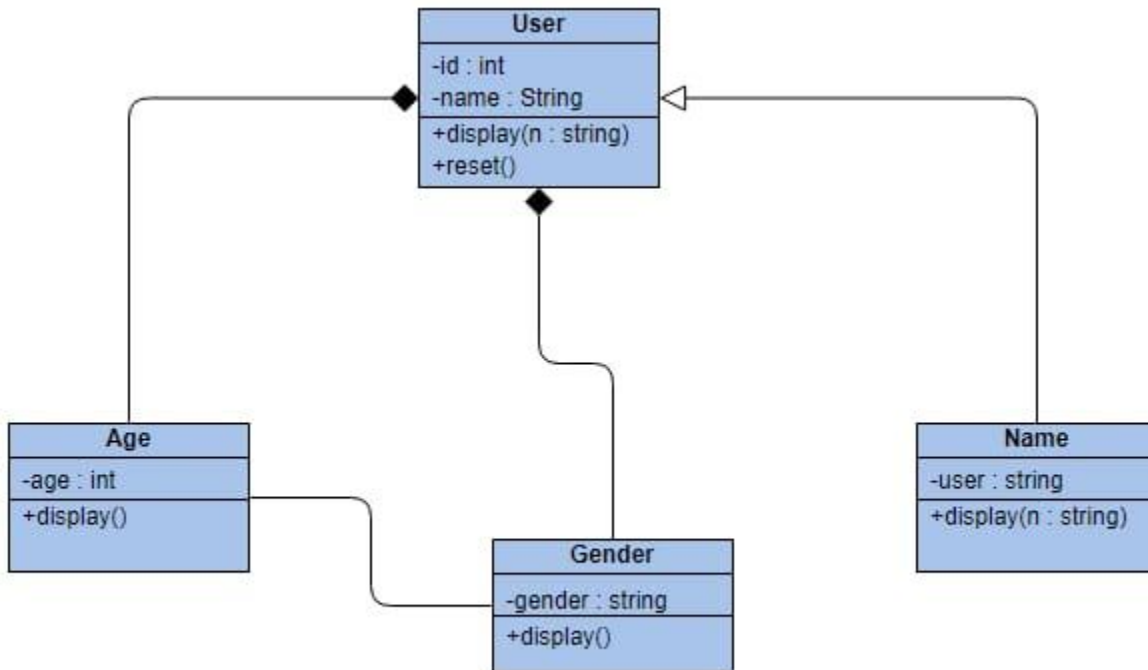 User
-id : int
-name : String
+display(n : string)
+reset()
Age
-age : int
+display()
Gender
-gender : string
+display()
Name
-user : string
+display(n : string)